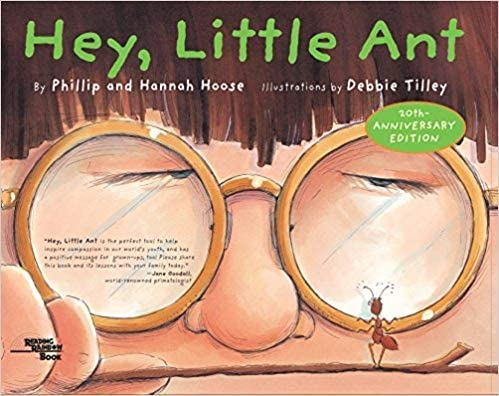 Hey, Little Ant
By Phillip and Hannah Hoose Illustrations by Debbie Tilley
20th-
ANNIVERSARY
EDITION
"Hey, Little Ant is the perfect tool to help
inspire compassion in our world's youth, and has
a positive message for grown-ups, too! Please share
this book and its lessons with your family today."
—Jane Goodall,
world-renowned primatologist
READING
RAINBOW
BOOK